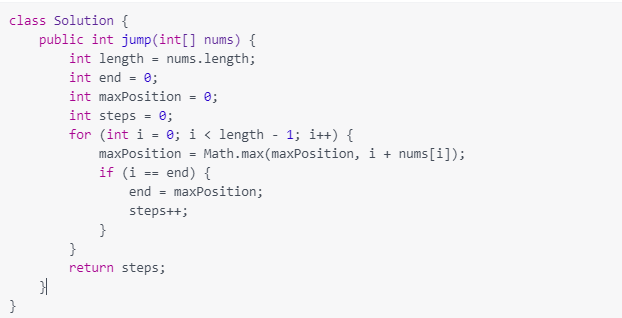 class Solution {
    public int jump(int[] nums) {
        int length = nums.length;
        int end = 0;
        int maxPosition = 0;
        int steps = 0;
        for (int i = 0; i < length - 1; i++) {
            maxPosition = Math.max(maxPosition, i + nums[i]);
            if (i == end) {
                end = maxPosition;
                steps++;
            }
        }
        return steps;
    }
}